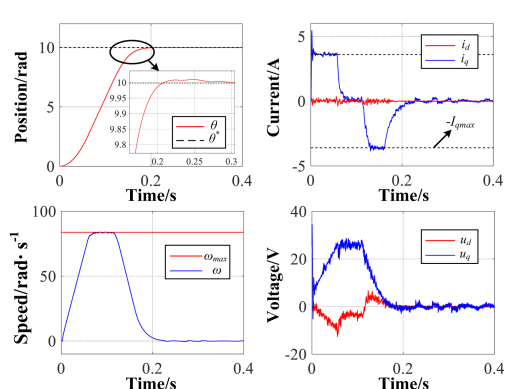 Position/rad
10
5
0
0
0.2
0.4
Time/s
10
9.95
9.9
9.85
9.8
0.2
0.25
0.3
θ
θ*
Current/A
5
0
-5
0
0.2
0.4
Time/s
i_d
i_q
-I_qmax
Speed/rad· s⁻¹
100
50
0
0
0.2
0.4
Time/s
ω_max
ω
Voltage/V
40
20
0
-20
0
0.2
0.4
Time/s
u_d
u_q